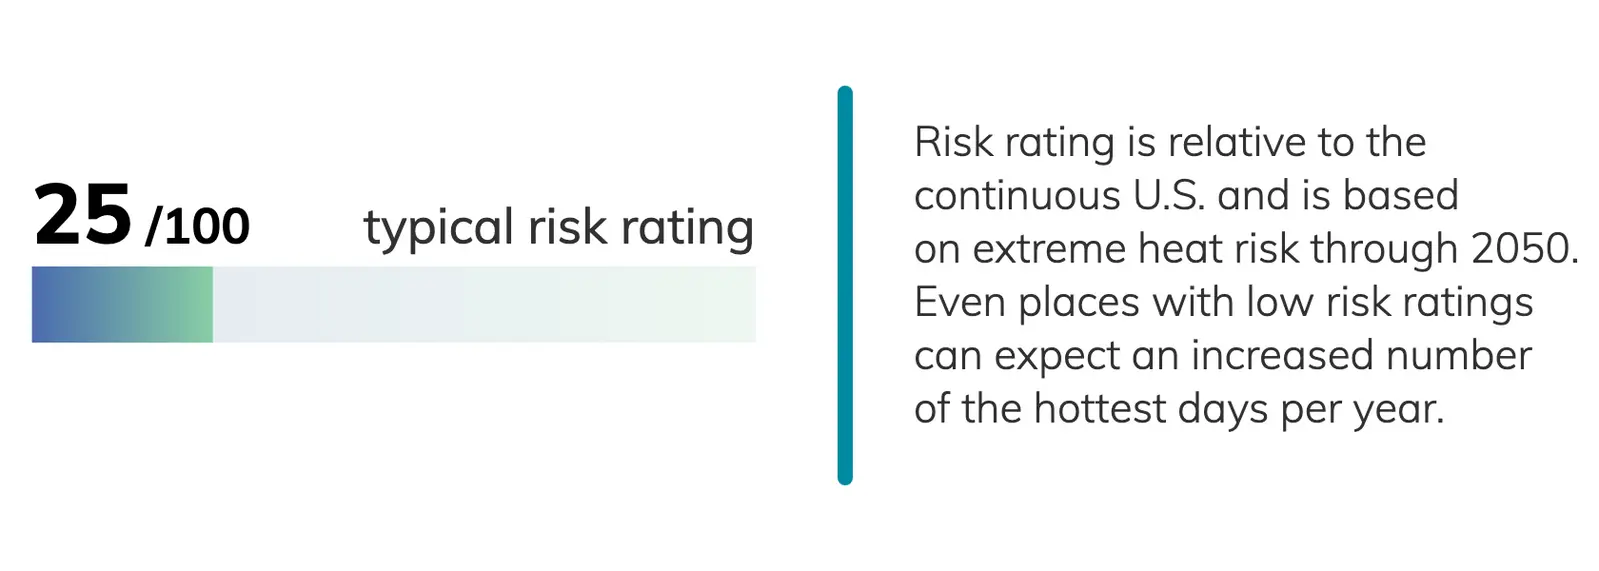 25 /100 typical risk rating
Risk rating is relative to the
continuous U.S. and is based
on extreme heat risk through 2050.
Even places with low risk ratings
can expect an increased number
of the hottest days per year.